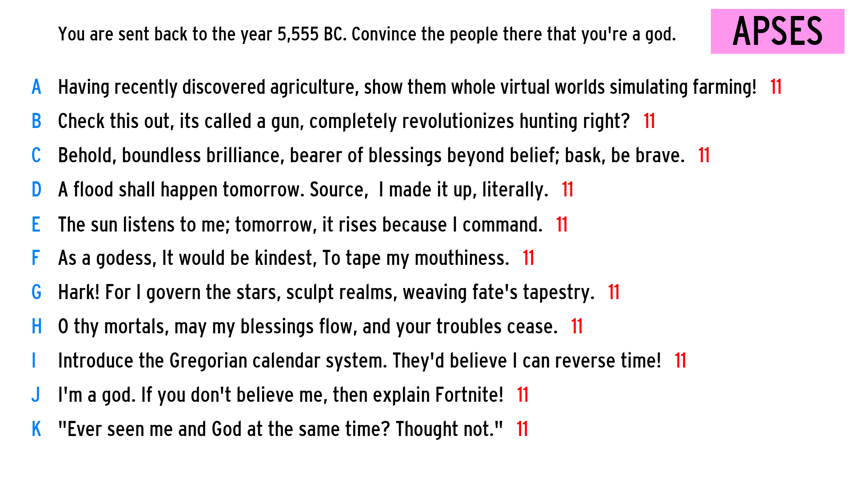 You are sent back to the year 5,555 BC. Convince the people there that you're a god.
APSES
A Having recently discovered agriculture, show them whole virtual worlds simulating farming! 11
B Check this out, its called a gun, completely revolutionizes hunting right? 11
C Behold, boundless brilliance, bearer of blessings beyond belief; bask, be brave. 11
D A flood shall happen tomorrow. Source, I made it up, literally. 11
E The sun listens to me; tomorrow, it rises because I command. 11
F As a godess, It would be kindest, To tape my mouthiness. 11
G Hark! For I govern the stars, sculpt realms, weaving fate's tapestry. 11
H O thy mortals, may my blessings flow, and your troubles cease. 11
I Introduce the Gregorian calendar system. They'd believe I can reverse time! 11
J I'm a god. If you don't believe me, then explain Fortnite! 11
K "Ever seen me and God at the same time? Thought not." 11